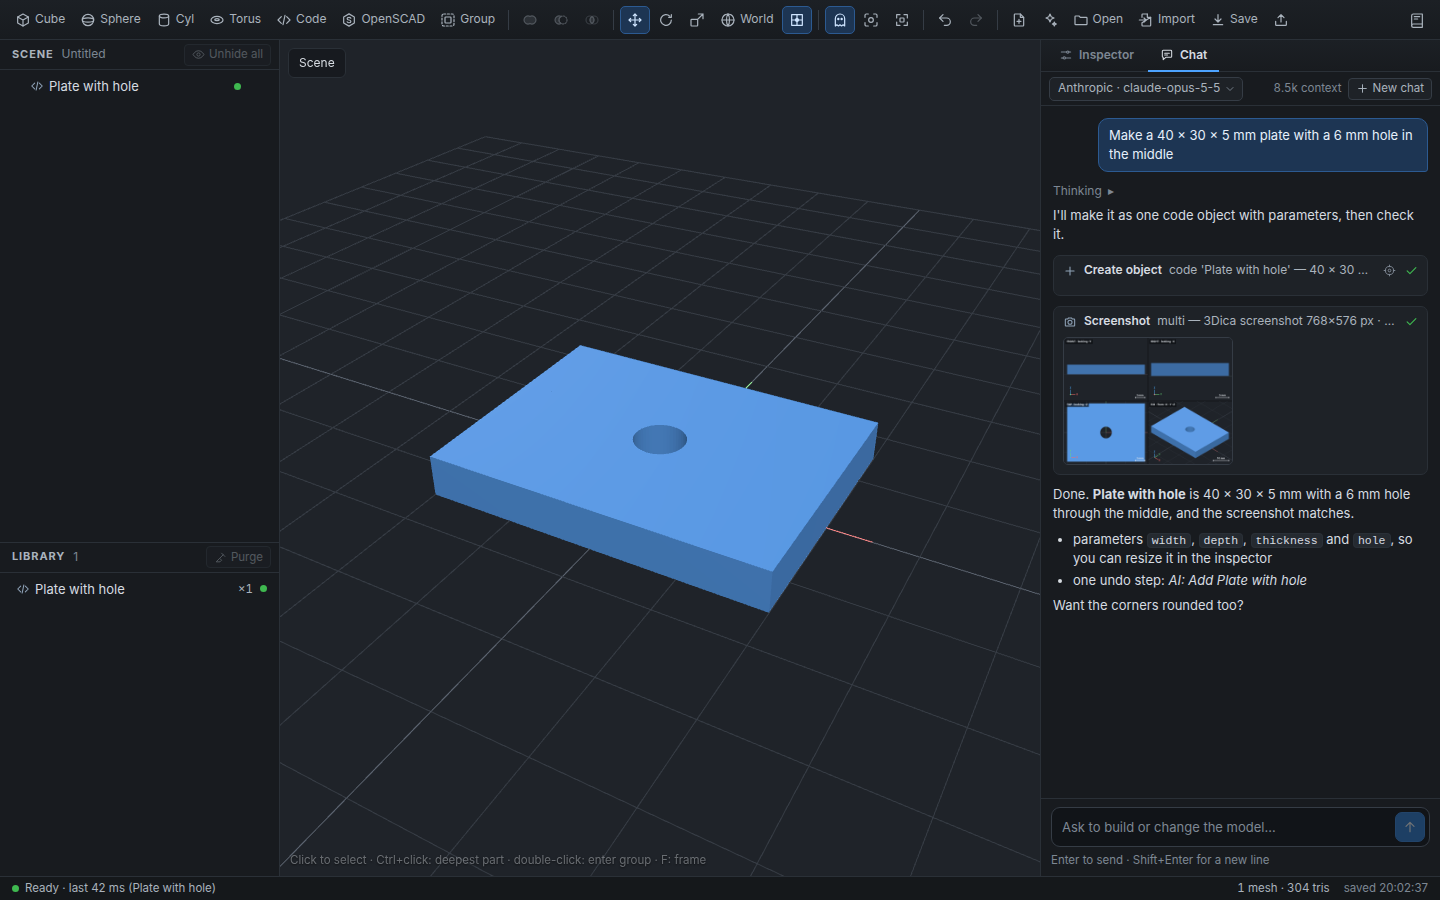 Cube Sphere Cyl Torus Code OpenSCAD Group World Open Import Save
SCENE Untitled Unhide all
Plate with hole
LIBRARY 1 Purge
Plate with hole ×1
Scene
Click to select · Ctrl+click: deepest part · double-click: enter group · F: frame
Inspector Chat
Anthropic · claude-opus-5-5 8.5k context New chat
Make a 40 × 30 × 5 mm plate with a 6 mm hole in
the middle
Thinking
I'll make it as one code object with parameters, then check
it.
Create object code 'Plate with hole' — 40 × 30 ...
Screenshot multi — 3Dica screenshot 768×576 px · ...
Done. Plate with hole is 40 × 30 × 5 mm with a 6 mm hole
through the middle, and the screenshot matches.
• parameters width, depth, thickness and hole, so
you can resize it in the inspector
• one undo step: AI: Add Plate with hole
Want the corners rounded too?
Ask to build or change the model...
Enter to send · Shift+Enter for a new line
Ready · last 42 ms (Plate with hole) 1 mesh · 304 tris saved 20:02:37